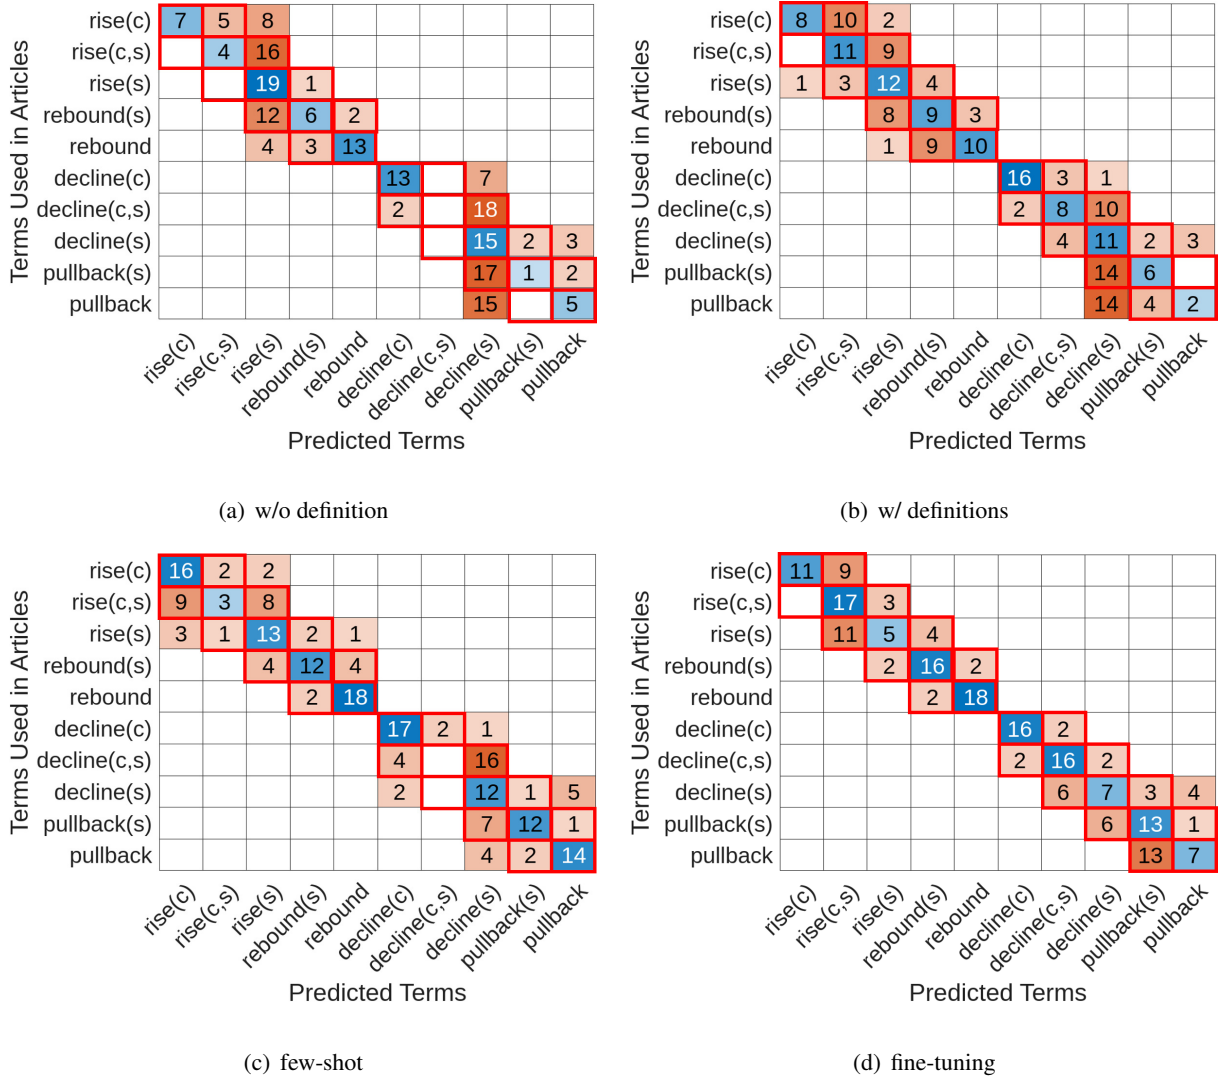 Terms Used in Articles
rise(c) 7 5 8
rise(c,s) 4 16
rise(s) 19 1
rebound(s) 12 6 2
rebound 4 3 13
decline(c) 13 7
decline(c,s) 2 18
decline(s) 15 2 3
pullback(s) 17 1 2
pullback 15 5
rise(c) rise(c,s) rise(s) rebound(s) rebound decline(c) decline(c,s) decline(s) pullback(s) pullback
Predicted Terms
(a) w/o definition
Terms Used in Articles
rise(c) 8 10 2
rise(c,s) 11 9
rise(s) 1 3 12 4
rebound(s) 8 9 3
rebound 1 9 10
decline(c) 16 3 1
decline(c,s) 2 8 10
decline(s) 4 11 2 3
pullback(s) 14 6
pullback 14 4 2
rise(c) rise(c,s) rise(s) rebound(s) rebound decline(c) decline(c,s) decline(s) pullback(s) pullback
Predicted Terms
(b) w/ definitions
Terms Used in Articles
rise(c) 16 2 2
rise(c,s) 9 3 8
rise(s) 3 1 13 2 1
rebound(s) 4 12 4
rebound 2 18
decline(c) 17 2 1
decline(c,s) 4 16
decline(s) 2 12 1 5
pullback(s) 7 12 1
pullback 4 2 14
rise(c) rise(c,s) rise(s) rebound(s) rebound decline(c) decline(c,s) decline(s) pullback(s) pullback
Predicted Terms
(c) few-shot
Terms Used in Articles
rise(c) 11 9
rise(c,s) 17 3
rise(s) 11 5 4
rebound(s) 2 16 2
rebound 2 18
decline(c) 16 2
decline(c,s) 2 16 2
decline(s) 6 7 3 4
pullback(s) 6 13 1
pullback 13 7
rise(c) rise(c,s) rise(s) rebound(s) rebound decline(c) decline(c,s) decline(s) pullback(s) pullback
Predicted Terms
(d) fine-tuning